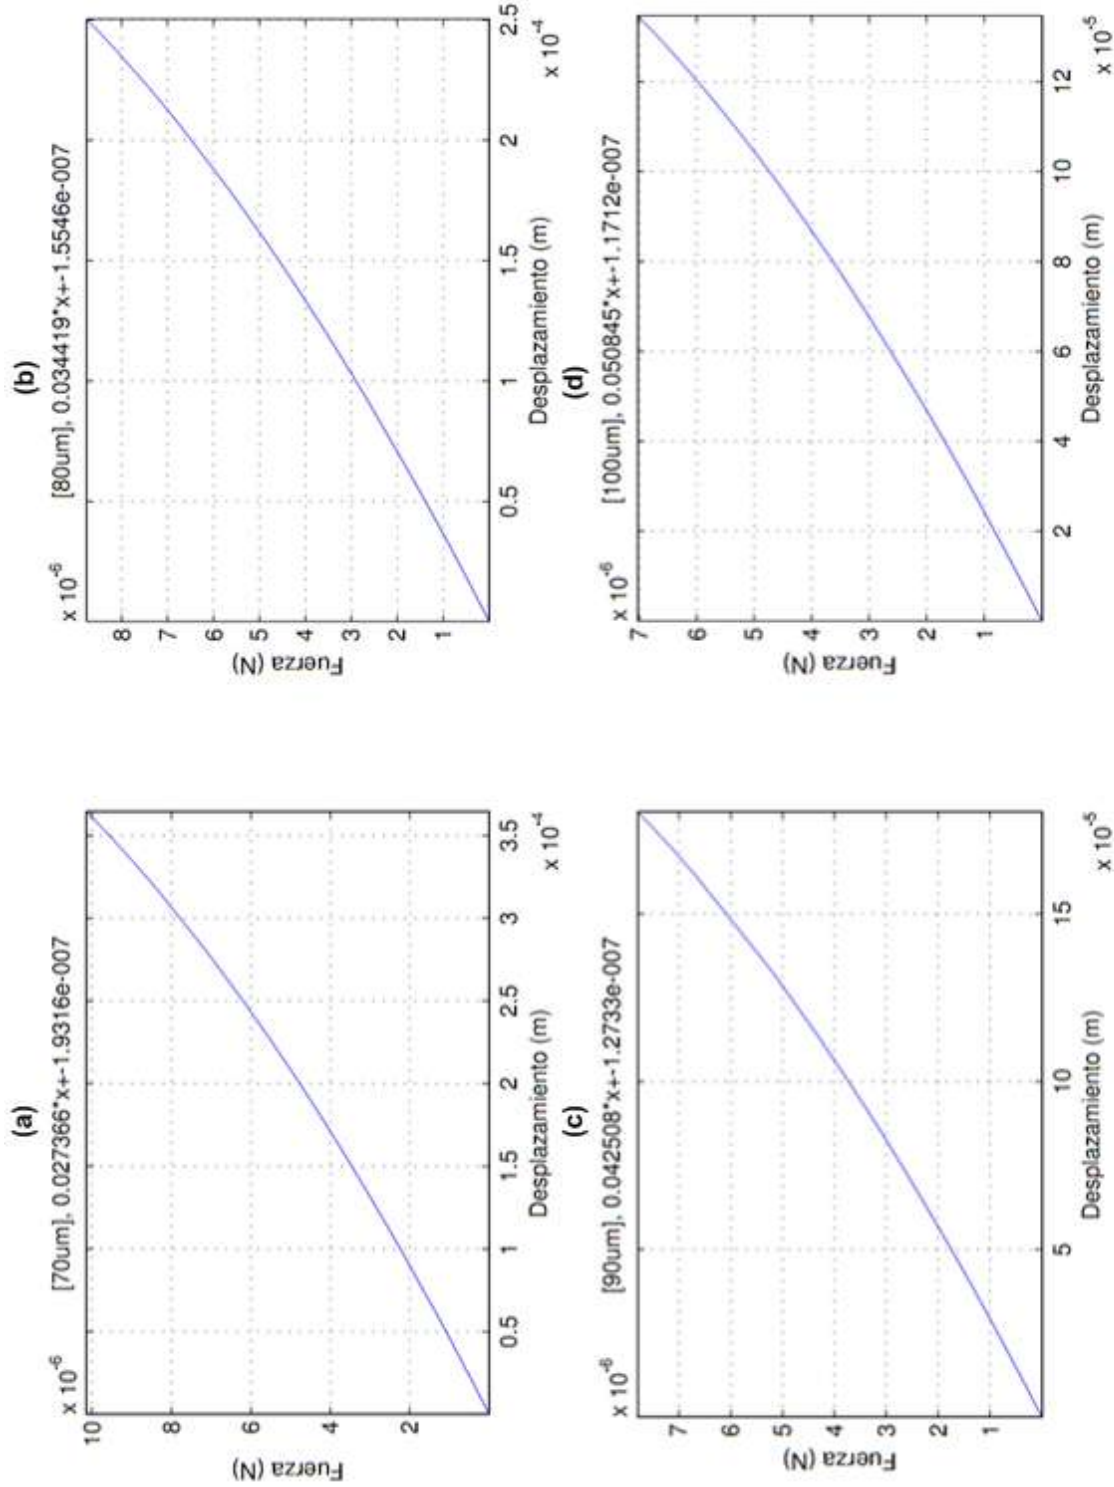 (a)
x 10-6 [70um], 0.027366*x+-1.9316e-007
10
8
6
4
2
Fuerza (N)
0.5 1 1.5 2 2.5 3 3.5
x 10-4
Desplazamiento (m)
(b)
x 10-6 [80um], 0.034419*x+-1.5546e-007
8
7
6
5
4
3
2
1
Fuerza (N)
0.5 1 1.5 2 2.5
x 10-4
Desplazamiento (m)
(c)
x 10-6 [90um], 0.042508*x+-1.2733e-007
7
6
5
4
3
2
1
Fuerza (N)
5 10 15
x 10-5
Desplazamiento (m)
(d)
x 10-6 [100um], 0.050845*x+-1.1712e-007
7
6
5
4
3
2
1
Fuerza (N)
2 4 6 8 10 12
x 10-5
Desplazamiento (m)